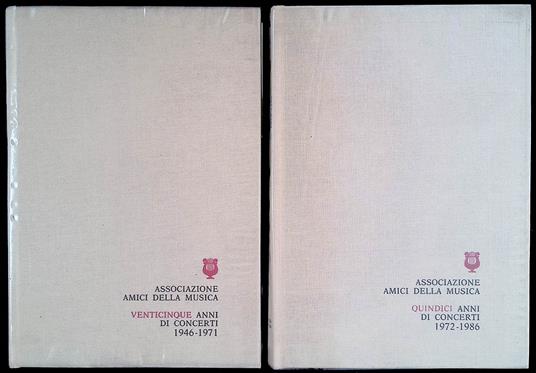 ASSOCIAZIONE
AMICI DELLA MUSICA
VENTICINQUE ANNI
DI CONCERTI
1946-1971
ASSOCIAZIONE
AMICI DELLA MUSICA
QUINDICI ANNI
DI CONCERTI
1972-1986